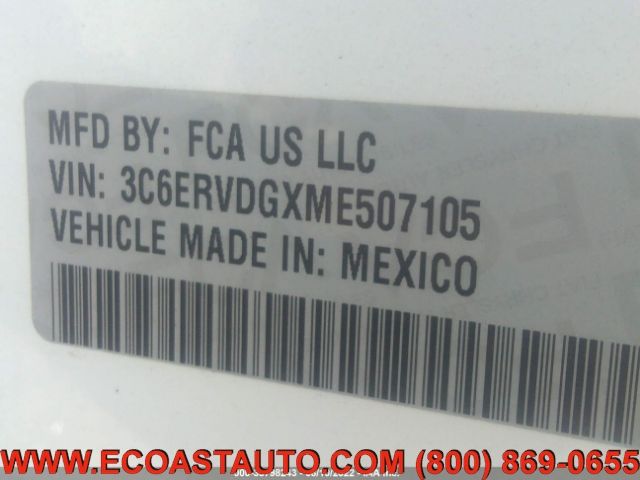 MFD BY: FCA US LLC
VIN: 3C6ERVDGXME507105
VEHICLE MADE IN: MEXICO
WWW.ECOASTAUTO.COM (800) 869-0655